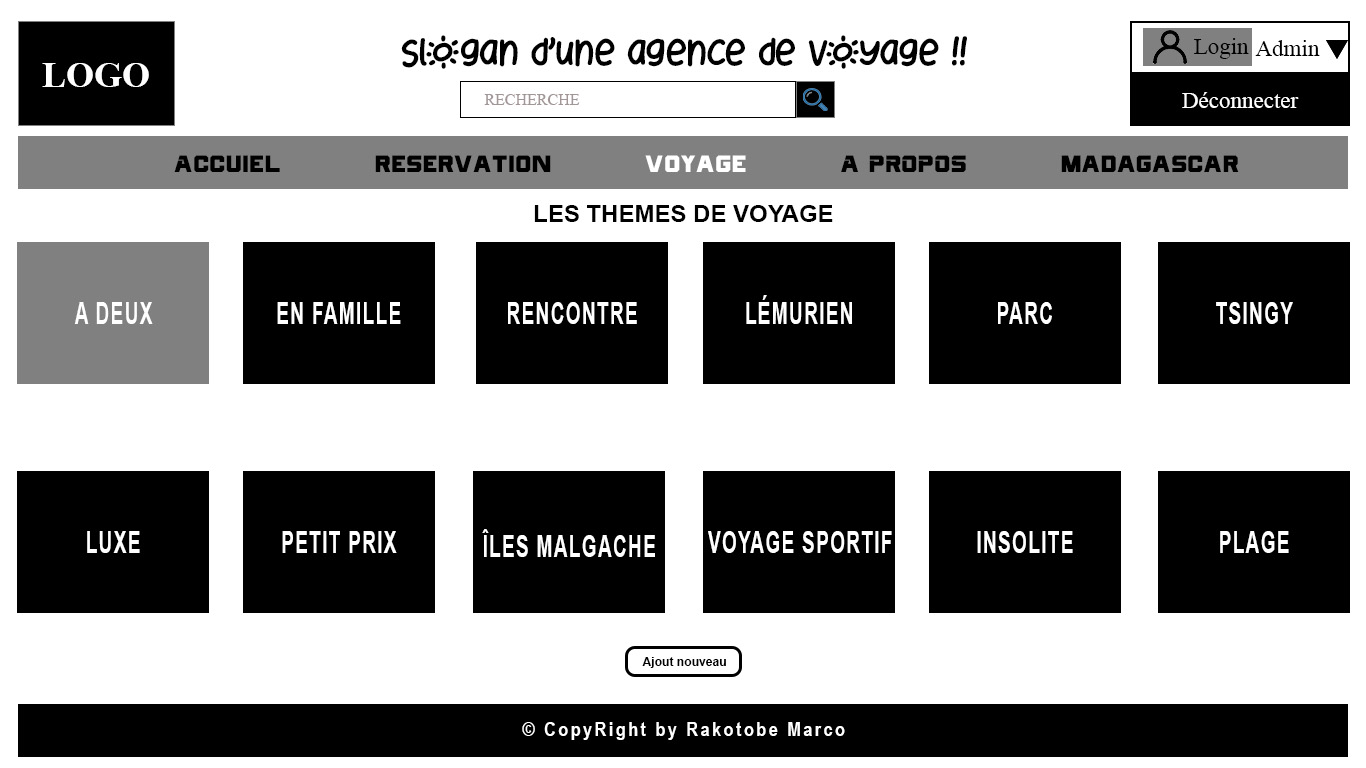 LOGO
slogan d'une agence de voyage !!
Login Admin
RECHERCHE
Déconnecter
ACCUIEL RESERVATION VOYAGE A PROPOS MADAGASCAR
LES THEMES DE VOYAGE
A DEUX EN FAMILLE RENCONTRE LÉMURIEN PARC TSINGY
LUXE PETIT PRIX ÎLES MALGACHE VOYAGE SPORTIF INSOLITE PLAGE
Ajout nouveau
© CopyRight by Rakotobe Marco